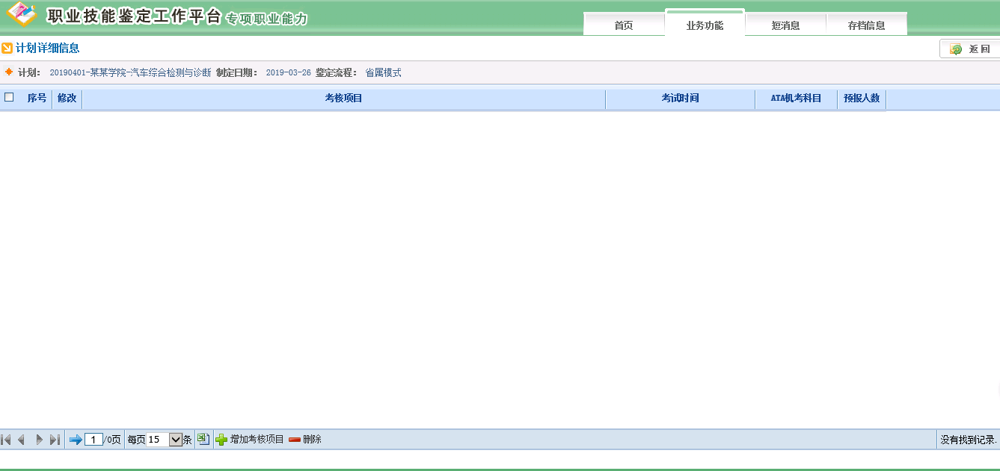 职业技能鉴定工作平台 专项职业能力
首页 业务功能 短消息 存档信息
计划详细信息 返回
计划: 20190401-某某学院-汽车综合检测与诊断 制定日期: 2019-03-26 鉴定流程: 省属模式
序号 修改 考核项目 考试时间 ATA机考科目 预报人数
1 /0页 每页 15 条 增加考核项目 删除 没有找到记录.